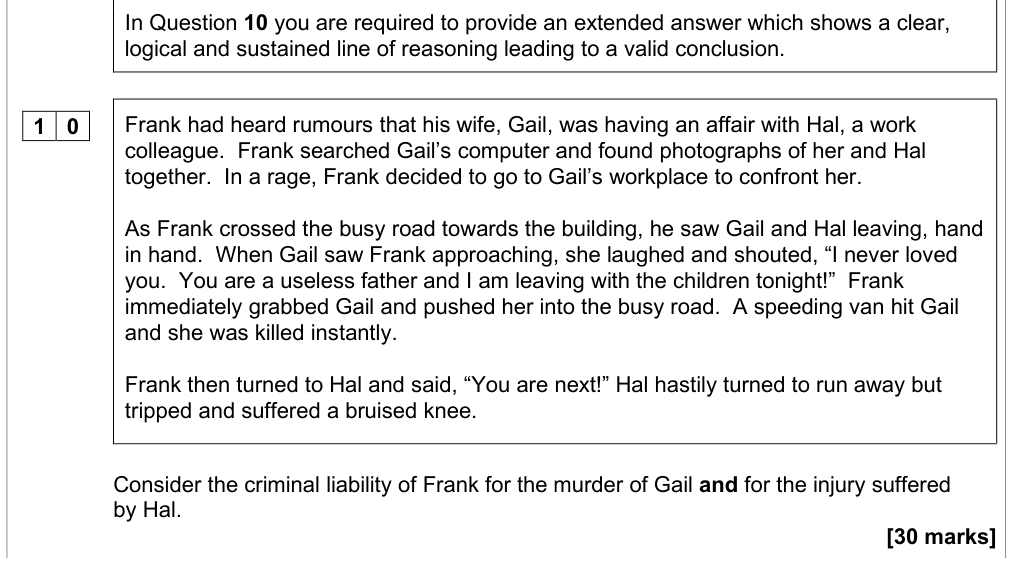 In Question 10 you are required to provide an extended answer which shows a clear,
logical and sustained line of reasoning leading to a valid conclusion.
1 0
Frank had heard rumours that his wife, Gail, was having an affair with Hal, a work
colleague. Frank searched Gail’s computer and found photographs of her and Hal
together. In a rage, Frank decided to go to Gail’s workplace to confront her.
As Frank crossed the busy road towards the building, he saw Gail and Hal leaving, hand
in hand. When Gail saw Frank approaching, she laughed and shouted, “I never loved
you. You are a useless father and I am leaving with the children tonight!” Frank
immediately grabbed Gail and pushed her into the busy road. A speeding van hit Gail
and she was killed instantly.
Frank then turned to Hal and said, “You are next!” Hal hastily turned to run away but
tripped and suffered a bruised knee.
Consider the criminal liability of Frank for the murder of Gail and for the injury suffered
by Hal.
[30 marks]